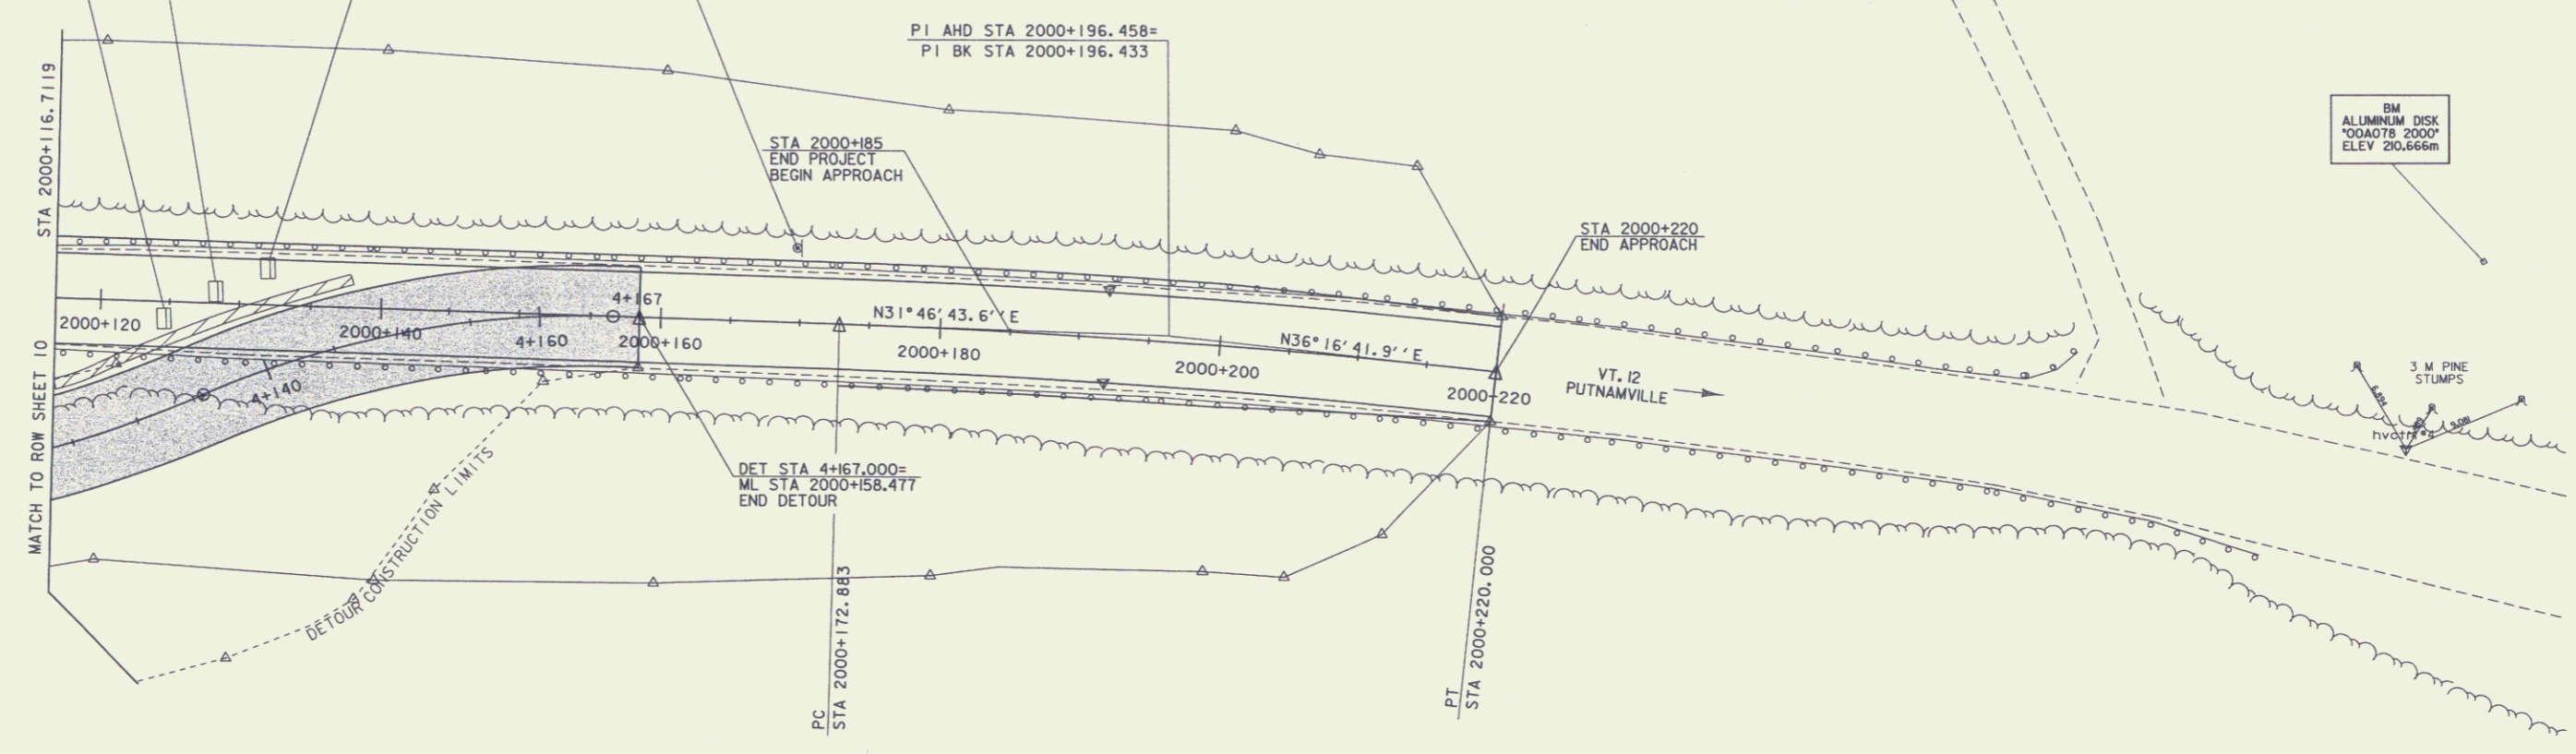 PI AHD STA 2000+196.458=
PI BK STA 2000+196.433
STA 2000+116.7119
STA 2000+185
END PROJECT
BEGIN APPROACH
BM
ALUMINUM DISK
"00A078 2000"
ELEV 210.666m
STA 2000+220
END APPROACH
4+167
N31°46'43.6''E
2000+120
2000+140
4+160
2000+160
2000+180
N36°16'41.9''E
2000+200
VT.12
PUTNAMVILLE
2000+220
3 M PINE
STUMPS
4+140
MATCH TO ROW SHEET 10
DET STA 4+167.000=
ML STA 2000+158.477
END DETOUR
DETOUR CONSTRUCTION LIMITS
PC
STA 2000+172.883
PT
STA 2000+220.000